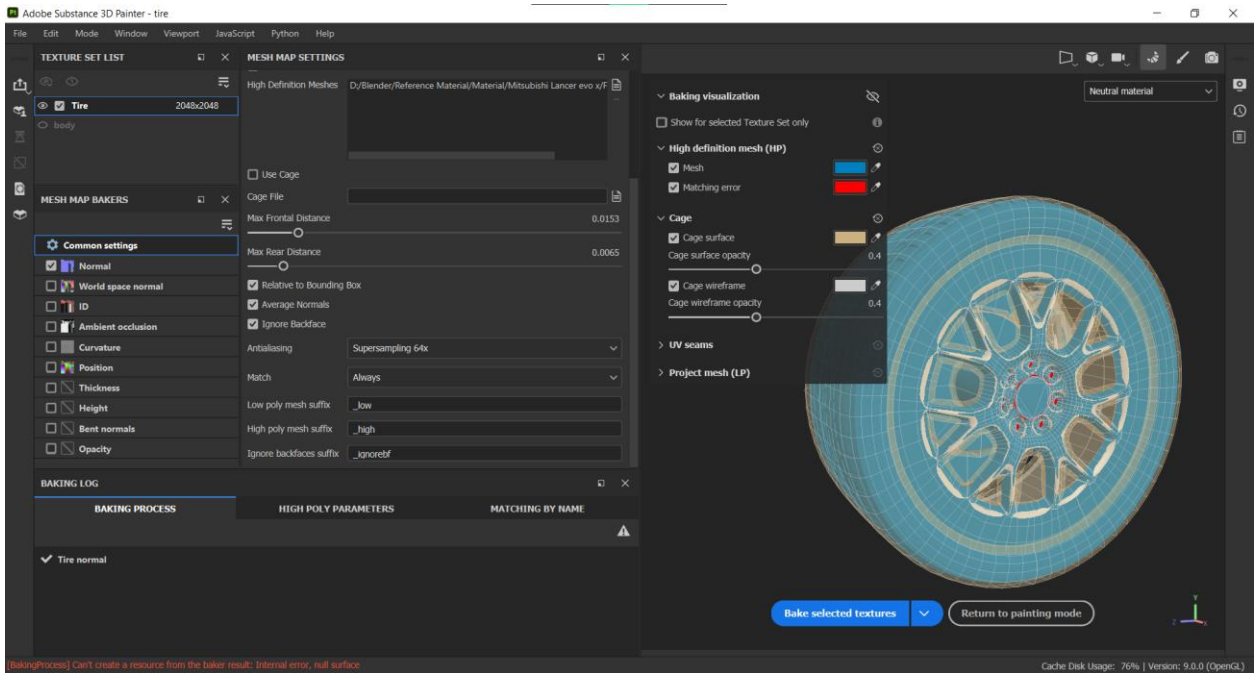 Adobe Substance 3D Painter - tire
File Edit Mode Window Viewport JavaScript Python Help
TEXTURE SET LIST
Tire 2048x2048
body
MESH MAP BAKERS
Common settings
Normal
World space normal
ID
Ambient occlusion
Curvature
Position
Thickness
Height
Bent normals
Opacity
MESH MAP SETTINGS
High Definition Meshes D:/Blender/Reference Material/Material/Mitsubishi Lancer evo x/F
Use Cage
Cage File
Max Frontal Distance 0.0153
Max Rear Distance 0.0065
Relative to Bounding Box
Average Normals
Ignore Backface
Antialiasing Supersampling 64x
Match Always
Low poly mesh suffix _low
High poly mesh suffix _high
Ignore backfaces suffix _ignorebf
BAKING LOG
BAKING PROCESS HIGH POLY PARAMETERS MATCHING BY NAME
Tire normal
Neutral material
Baking visualization
Show for selected Texture Set only
High definition mesh (HP)
Mesh
Matching error
Cage
Cage surface
Cage surface opacity 0.4
Cage wireframe
Cage wireframe opacity 0.4
UV seams
Project mesh (LP)
Bake selected textures Return to painting mode
Y
Z X
[BakingProcess] Can't create a resource from the baker result: Internal error, null surface
Cache Disk Usage: 76% | Version: 9.0.0 (OpenGL)